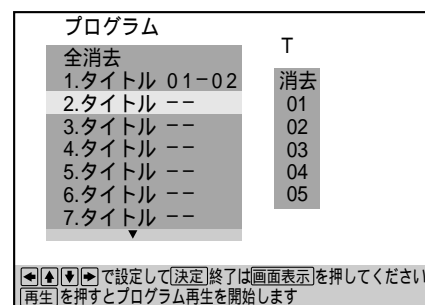 プログラム
T
全消去
1.タイトル 01-02
2.タイトル --
3.タイトル --
4.タイトル --
5.タイトル --
6.タイトル --
7.タイトル --
▼
消去
01
02
03
04
05
←↑↓→で設定して決定終了は画面表示を押してください
再生を押すとプログラム再生を開始します